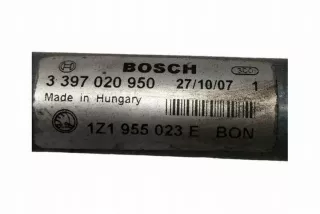 BOSCH
3 397 020 950 27/10/07 1
Made in Hungary
1Z1 955 023 E BON